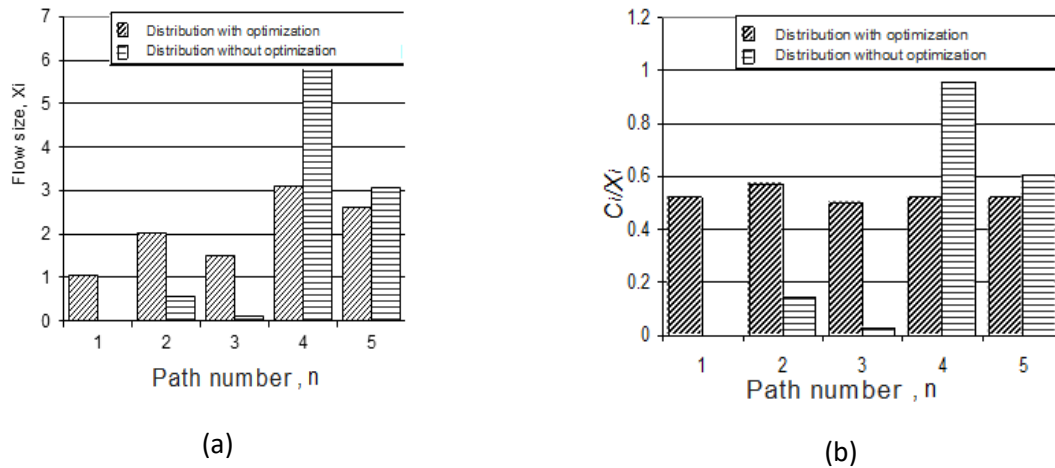 7
6
5
4
3
2
1
0
Flow size, Xi
Distribution with optimization
Distribution without optimization
1 2 3 4 5
Path number , n
(a)
1.2
1
0.8
0.6
0.4
0.2
0
Ci/Xi
Distribution with optimization
Distribution without optimization
1 2 3 4 5
Path number , n
(b)